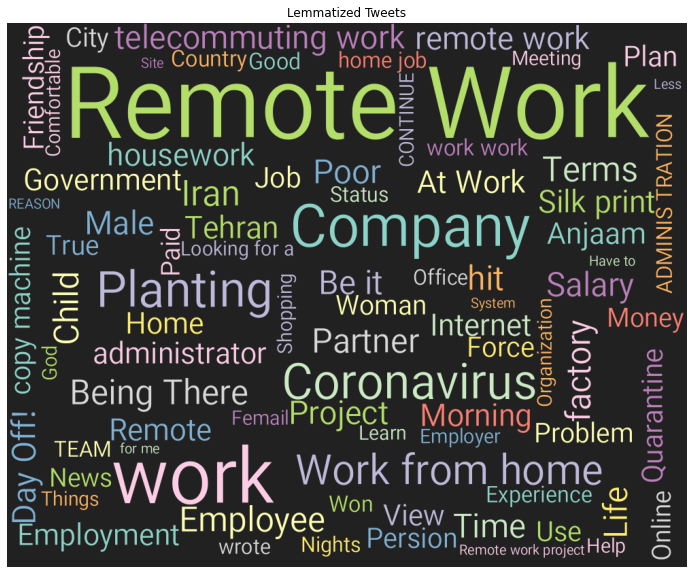 Lemmatized Tweets
Friendship
Comfortable
City
telecommuting work
remote work
Plan
Site
Country
Good
home job
Meeting
Less
Remote Work
CONTINUE
housework
work work
Terms
Government
Iran
Job
Poor
Status
At Work
Silk print
ADMINIS TRATION
REASON
Male
Tehran
Company
Anjaam
True
Paid
Looking for a
Have to
copy machine
Child
Planting
Shopping
Be it
Office
hit
Salary
System
God
Home
Woman
Internet
Organization
Money
administrator
Partner
Force
factory
Being There
Coronavirus
Quarantine
Day Off!
Remote
Femail
Project
Learn
Morning
Employer
Problem
TEAM
for me
News
work
Work from home
Things
Won
Experience
Life
Online
Employment
Employee
View
Time
Use
wrote
Nights
Persion
Remote work project
Help